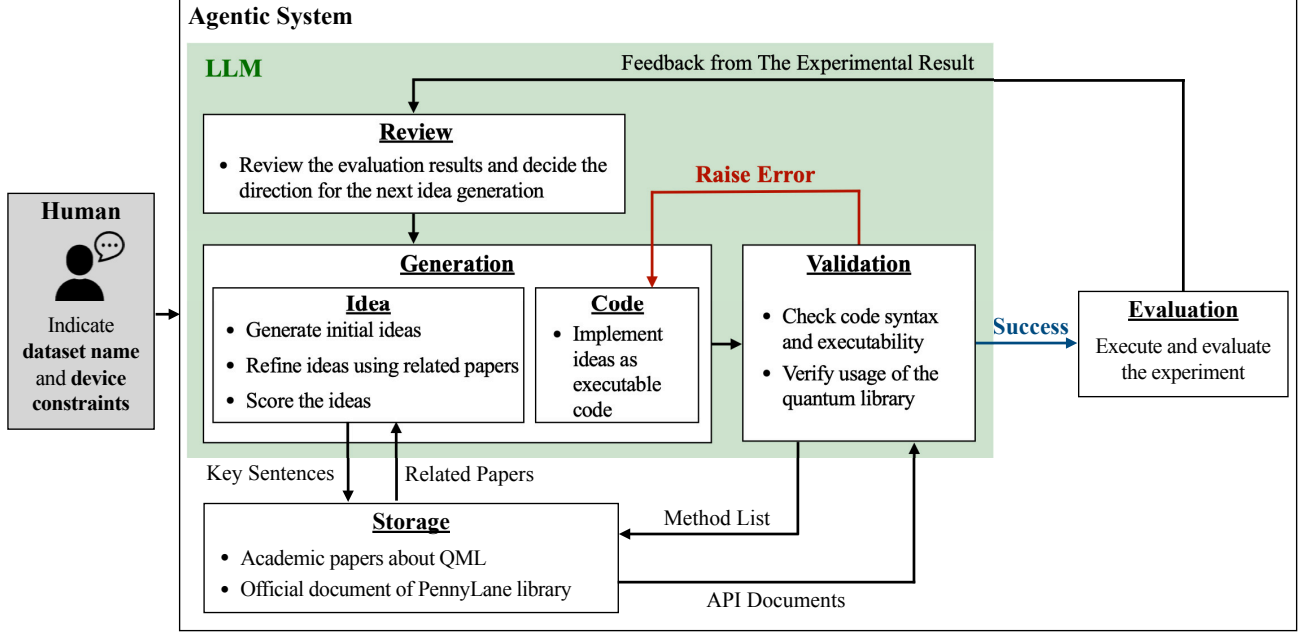 Agentic System
LLM
Feedback from The Experimental Result
Review
• Review the evaluation results and decide the
direction for the next idea generation
Raise Error
Human
Indicate
dataset name
and device
constraints
Generation
Idea
• Generate initial ideas
• Refine ideas using related papers
• Score the ideas
Code
• Implement
ideas as
executable
code
Validation
• Check code syntax
and executability
• Verify usage of the
quantum library
Success
Evaluation
Execute and evaluate
the experiment
Key Sentences
Related Papers
Storage
• Academic papers about QML
• Official document of PennyLane library
Method List
API Documents